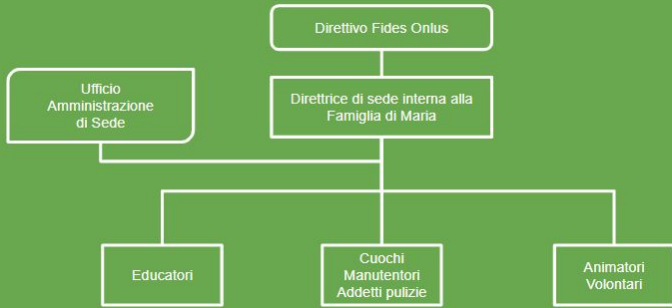 Direttivo Fides Onlus
Ufficio
Amministrazione
di Sede
Direttrice di sede interna alla
Famiglia di Maria
Educatori
Cuochi
Manutentori
Addetti pulizie
Animatori
Volontari